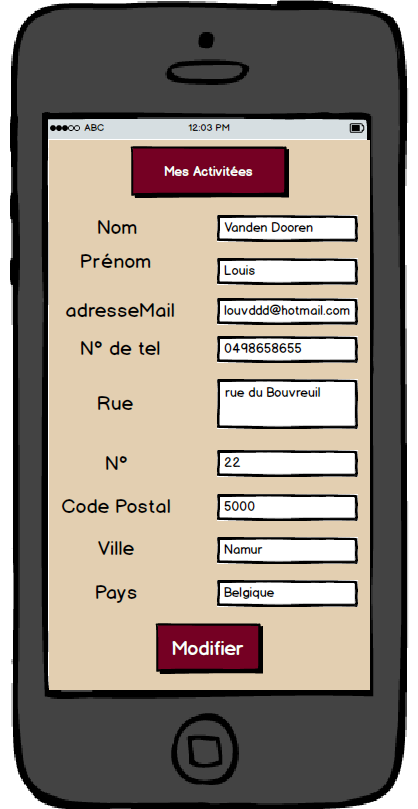 ABC 12:03 PM
Mes Activitées
Nom Vanden Dooren
Prénom Louis
adresseMail louvddd@hotmail.com
N° de tel 0498658655
Rue rue du Bouvreuil
N° 22
Code Postal 5000
Ville Namur
Pays Belgique
Modifier